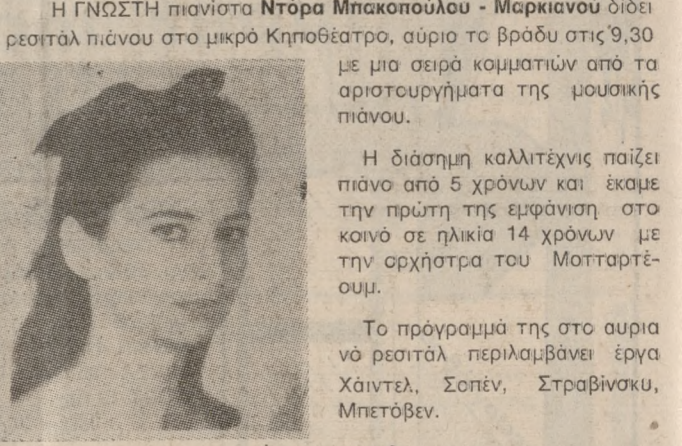 Η ΓΝΩΣΤΗ πιανίστα Ντόρα Μπακοπούλου - Μαρκιανού δίδει
ρεσιτάλ πιάνου στο μικρό Κηποθέατρο, αύριο το βράδυ στις 9,30
με μια σειρά κομματιών από τα
αριστουργήματα της μουσικής
πιάνου.
Η διάσημη καλλιτέχνις παίζει
πιάνο από 5 χρόνων και έκαμε
την πρώτη της εμφάνιση στο
κοινό σε ηλικία 14 χρόνων με
την ορχήστρα του Μοτταρτέ-
ουμ.
Το πρόγραμμά της στο αυρια
νό ρεσιτάλ περιλαμβάνει έργα
Χάιντελ, Σοπέν, Στραβίνσκυ,
Μπετόβεν.